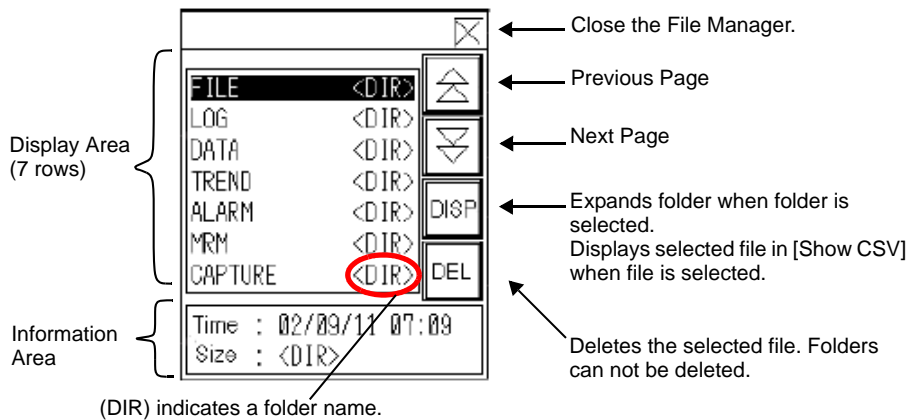 Close the File Manager.
Previous Page
FILE <DIR>
LOG <DIR>
Next Page
Display Area
(7 rows)
DATA <DIR>
TREND <DIR>
ALARM <DIR>
DISP
Expands folder when folder is
selected.
Displays selected file in [Show CSV]
when file is selected.
MRM <DIR>
CAPTURE <DIR>
DEL
Information
Area
Time : 02/09/11 07:09
Size : <DIR>
Deletes the selected file. Folders
can not be deleted.
(DIR) indicates a folder name.